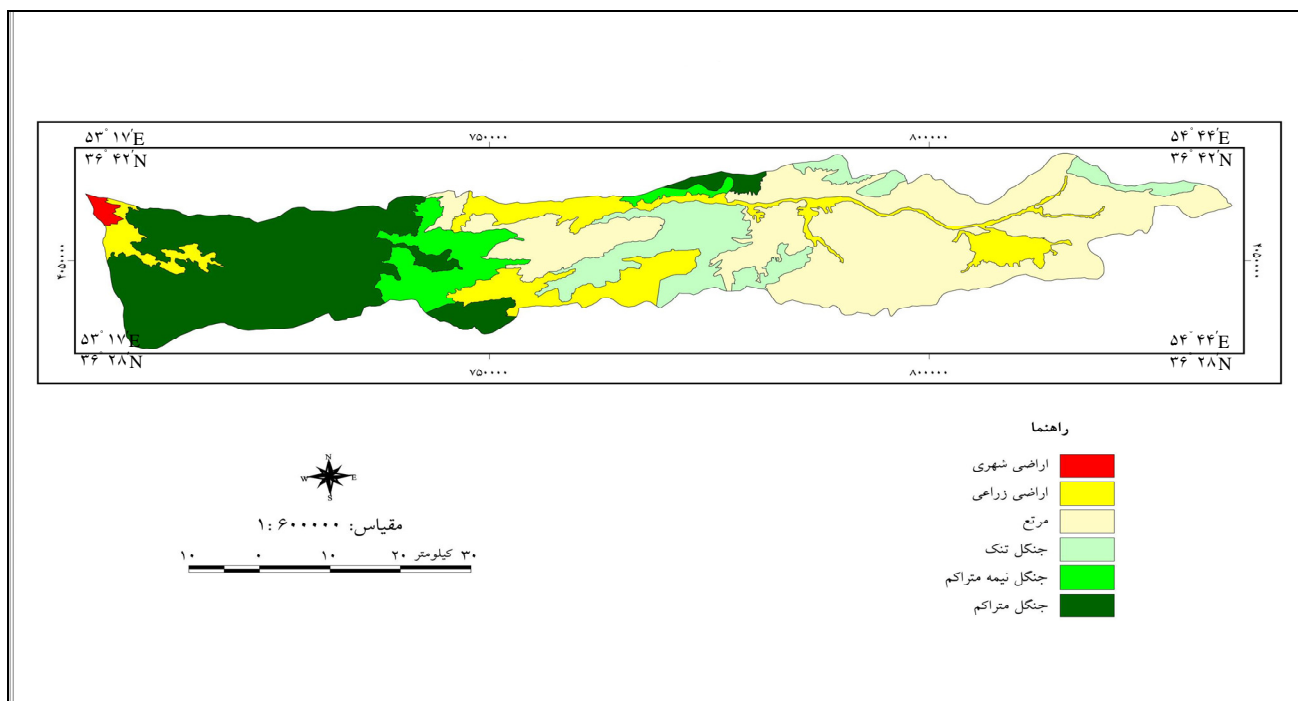 ۵۳° ۱۷′E
۳۶° ۴۲′N
۷۵۰۰۰۰
۸۰۰۰۰۰
۵۴° ۴۴′E
۳۶° ۴۲′N
۴۰۵۰۰۰۰
۴۰۵۰۰۰۰
۵۳° ۱۷′E
۳۶° ۲۸′N
۷۵۰۰۰۰
۸۰۰۰۰۰
۵۴° ۴۴′E
۳۶° ۲۸′N
راهنما
اراضی شهری
اراضی زراعی
مرتع
جنگل تنک
جنگل نیمه متراکم
جنگل متراکم
N
W E
S
مقیاس: ۱:۶۰۰۰۰۰
۱۰ ۰ ۱۰ ۲۰ کیلومتر ۳۰